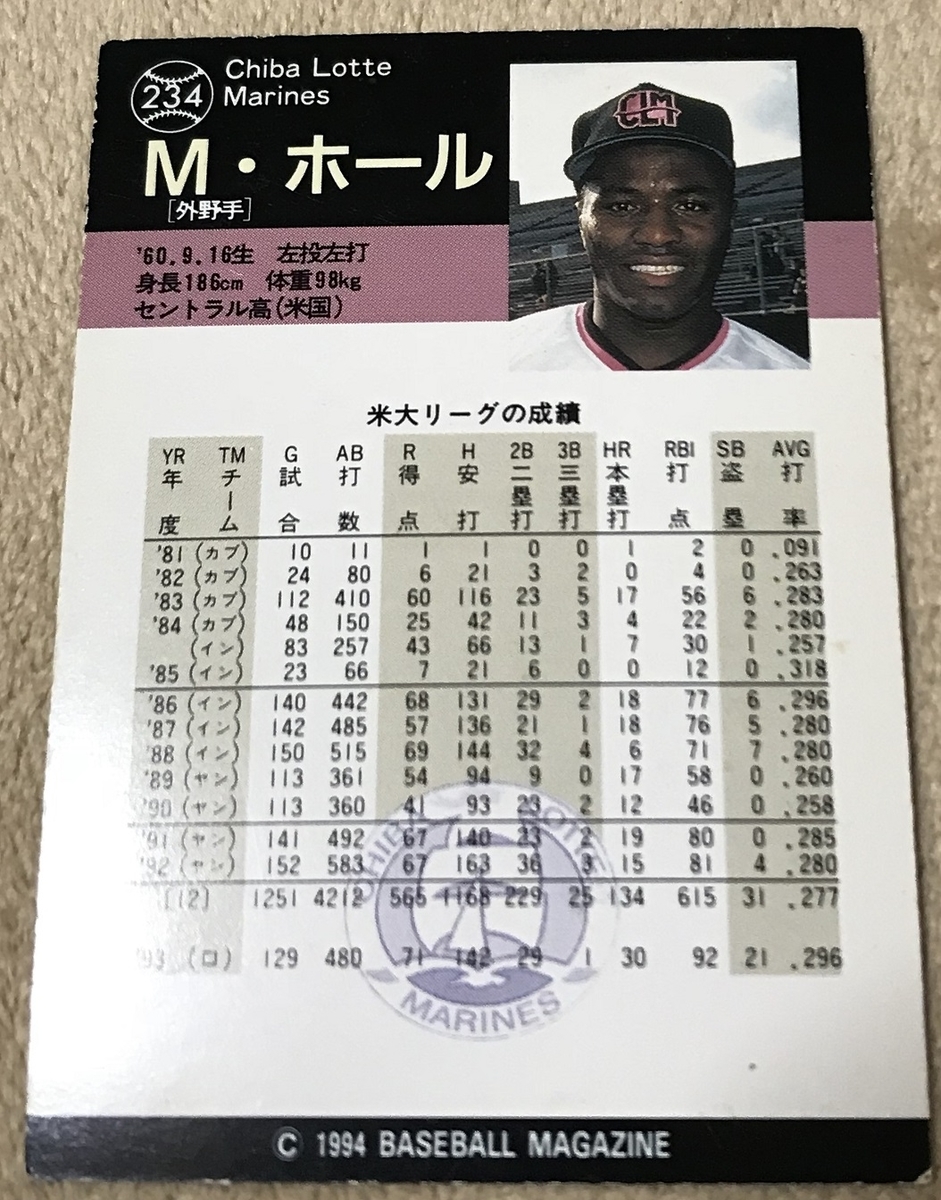 234
Chiba Lotte
Marines
M・ホール
[外野手]
'60.9.16生 左投左打
身長186cm 体重98kg
セントラル高(米国)
CLM
米大リーグの成績
YR TM G AB R H 2B 3B HR RBI SB AVG
年度 チーム 試合 打数 得点 安打 二塁打 三塁打 本塁打 打点 盗塁 打率
'81 (カブ) 10 11 1 1 0 0 1 2 0 .091
'82 (カブ) 24 80 6 21 3 2 0 4 0 .263
'83 (カブ) 112 410 60 116 23 5 17 56 6 .283
'84 (カブ) 48 150 25 42 11 3 4 22 2 .280
(イン) 83 257 43 66 13 1 7 30 1 .257
'85 (イン) 23 66 7 21 6 0 0 12 0 .318
'86 (イン) 140 442 68 131 29 2 18 77 6 .296
'87 (イン) 142 485 57 136 21 1 18 76 5 .280
'88 (イン) 150 515 69 144 32 4 6 71 7 .280
'89 (ヤン) 113 361 54 94 9 0 17 58 0 .260
'90 (ヤン) 113 360 41 93 23 2 12 46 0 .258
'91 (ヤン) 141 492 67 140 23 2 19 80 0 .285
'92 (ヤン) 152 583 67 163 36 3 15 81 4 .280
[12] 1251 4212 565 1168 229 25 134 615 31 .277
'93 (ロ) 129 480 71 142 29 1 30 92 21 .296
CHIBA LOTTE
MARINES
© 1994 BASEBALL MAGAZINE